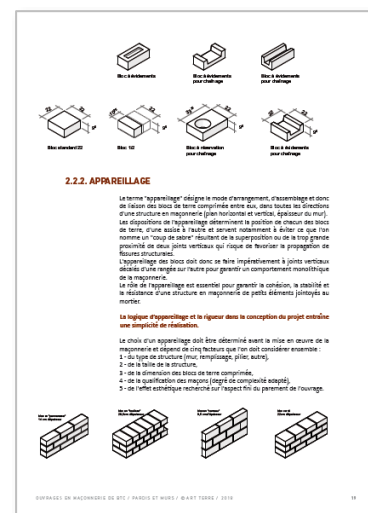 Bloc à évidements
Bloc à évidements
pour chaînage
Bloc à évidements
pour chaînage
22
22
22
22
22
Bloc standard 22
Bloc 1/2
Bloc à réservation
pour chaînage
Bloc à évidements
pour chaînage
2.2.2. APPAREILLAGE
Le terme "appareillage" désigne le mode d'arrangement, d'assemblage et donc
de liaison des blocs de terre comprimée entre eux, dans toutes les directions
d'une structure en maçonnerie (plan horizontal et vertical, épaisseur du mur).
Les dispositions de l'appareillage déterminent la position de chacun des blocs
de terre, d'une assise à l'autre et servent notamment à éviter ce que l'on
nomme un "coup de sabre" résultant de la superposition ou de la trop grande
proximité de deux joints verticaux qui risque de favoriser la propagation de
fissures structurales.
L'appareillage des blocs doit donc se faire impérativement à joints verticaux
décalés d'une rangée sur l'autre pour garantir un comportement monolithique
de la maçonnerie.
Le rôle de l'appareillage est essentiel pour garantir la cohésion, la stabilité et
la résistance d'une structure en maçonnerie de petits éléments jointoyés au
mortier.
La logique d'appareillage et la rigueur dans la conception du projet entraîne
une simplicité de réalisation.
Le choix d'un appareillage doit être déterminé avant la mise en œuvre de la
maçonnerie et dépend de cinq facteurs que l'on doit considérer ensemble :
1 - du type de structure (mur, remplissage, pilier, autre),
2 - de la taille de la structure,
3 - de la dimension des blocs de terre comprimée,
4 - de la qualification des maçons (degré de complexité adapté),
5 - de l'effet esthétique recherché sur l'aspect fini du parement de l'ouvrage.
OUVRAGES EN MAÇONNERIE DE BTC / PAROIS ET MURS / ©ART TERRE / 2018